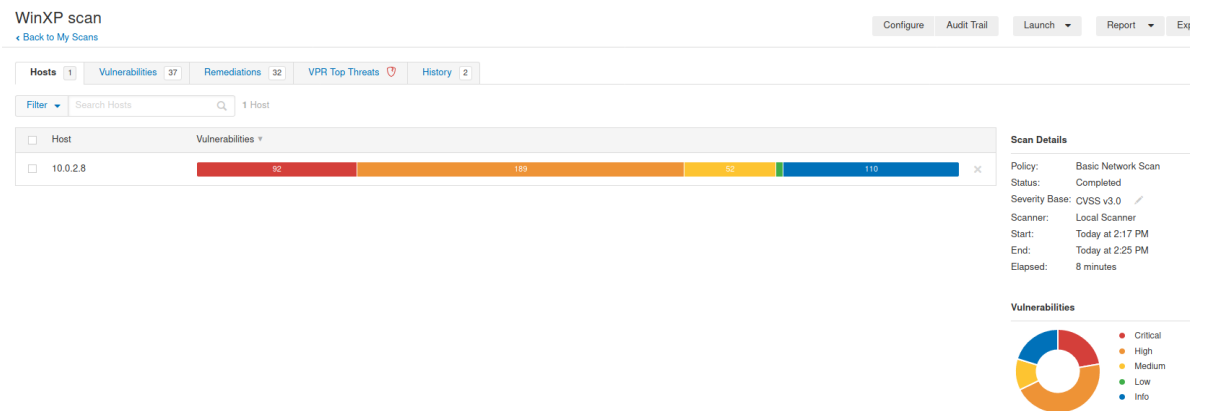 WinXP scan
‹ Back to My Scans
Configure Audit Trail Launch Report
Hosts 1 Vulnerabilities 37 Remediations 32 VPR Top Threats History 2
Filter Search Hosts 1 Host
Host Vulnerabilities
10.0.2.8 92 189 52 110
Scan Details
Policy: Basic Network Scan
Status: Completed
Severity Base: CVSS v3.0
Scanner: Local Scanner
Start: Today at 2:17 PM
End: Today at 2:25 PM
Elapsed: 8 minutes
Vulnerabilities
Critical
High
Medium
Low
Info